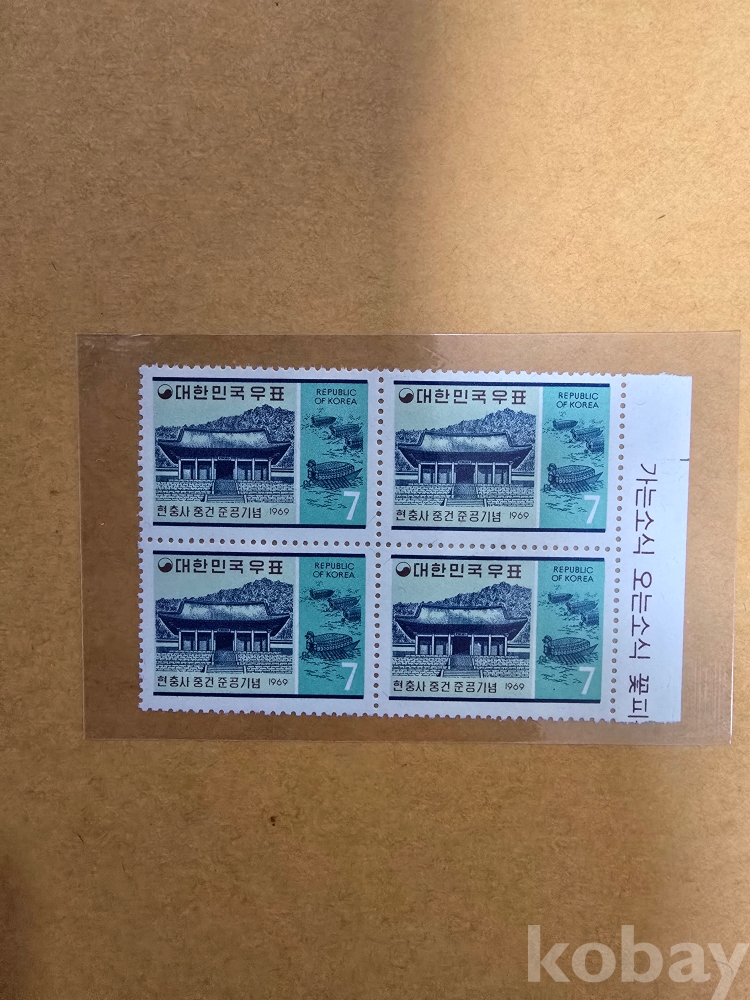 대한민국우표
REPUBLIC
OF KOREA
현충사 중건 준공기념 1969
7
대한민국우표
REPUBLIC
OF KOREA
현충사 중건 준공기념 1969
7
대한민국우표
REPUBLIC
OF KOREA
현충사 중건 준공기념 1969
7
대한민국우표
REPUBLIC
OF KOREA
현충사 중건 준공기념 1969
7
가는소식 오는소식 꽃피
kobay